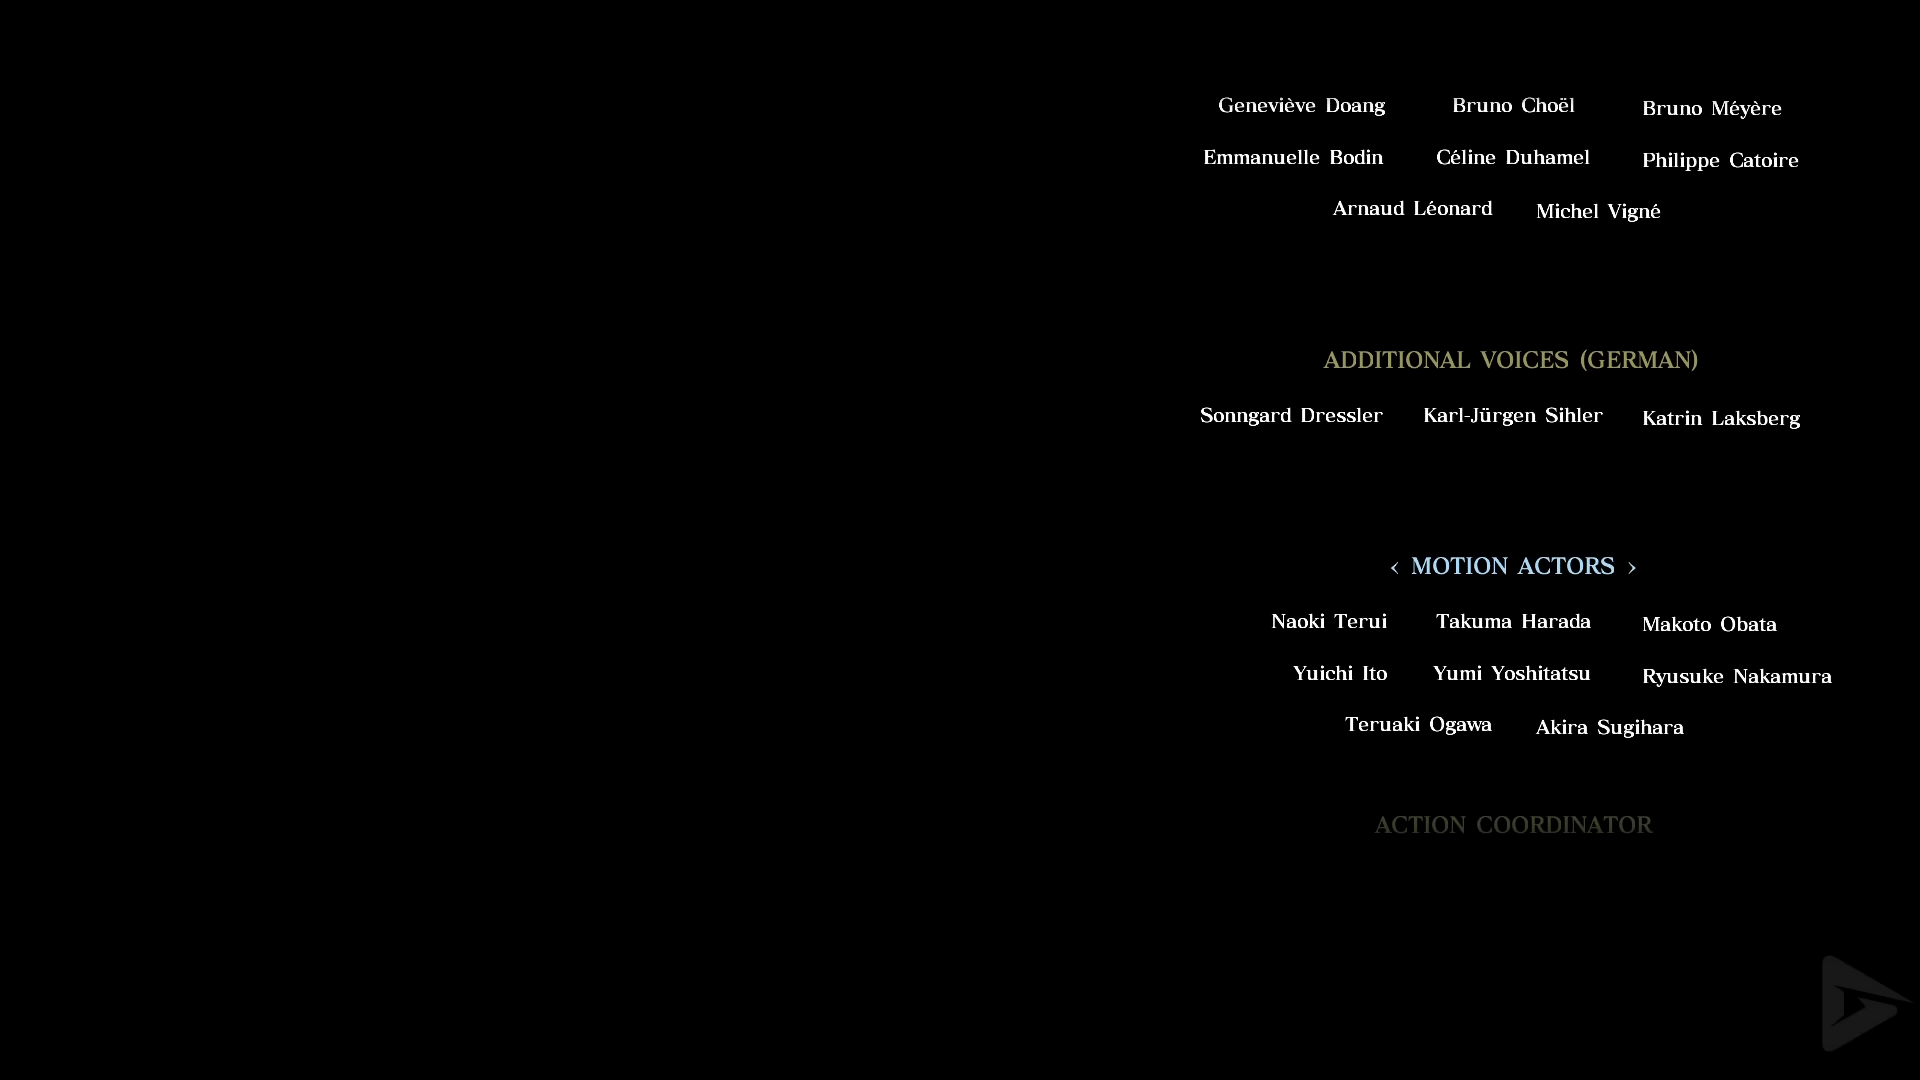 Geneviève Doang Bruno Choël Bruno Méyère
Emmanuelle Bodin Céline Duhamel Philippe Catoire
Arnaud Léonard Michel Vigné
ADDITIONAL VOICES (GERMAN)
Sonngard Dressler Karl-Jürgen Sihler Katrin Laksberg
‹ MOTION ACTORS ›
Naoki Terui Takuma Harada Makoto Obata
Yuichi Ito Yumi Yoshitatsu Ryusuke Nakamura
Teruaki Ogawa Akira Sugihara
ACTION COORDINATOR